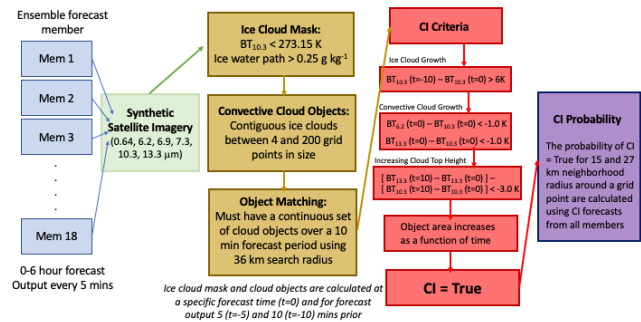 Ensemble forecast
member
Mem 1
Mem 2
Mem 3
.
.
.
.
Mem 18
0-6 hour forecast
Output every 5 mins
Synthetic
Satellite Imagery
(0.64, 6.2, 6.9, 7.3,
10.3, 13.3 μm)
Ice Cloud Mask:
BT10.3 < 273.15 K
Ice water path > 0.25 g kg-1
Convective Cloud Objects:
Contiguous ice clouds
between 4 and 200 grid
points in size
Object Matching:
Must have a continuous set
of cloud objects over a 10
min forecast period using
36 km search radius
Ice cloud mask and cloud objects are calculated at
a specific forecast time (t=0) and for forecast
output 5 (t=-5) and 10 (t=-10) mins prior
CI Criteria
Ice Cloud Growth
BT10.3 (t=-10) – BT10.3 (t=0) > 6K
Convective Cloud Growth
BT6.2 (t=0) – BT10.3 (t=0) < -1.0 K
BT13.3 (t=0) – BT10.3 (t=0) < -1.0 K
Increasing Cloud Top Height
[ BT13.3 (t=10) – BT13.3 (t=0) ] –
[ BT10.3 (t=10) – BT10.3 (t=0) ] < -3.0 K
Object area increases
as a function of time
CI = True
CI Probability
The probability of CI
= True for 15 and 27
km neighborhood
radius around a grid
point are calculated
using CI forecasts
from all members